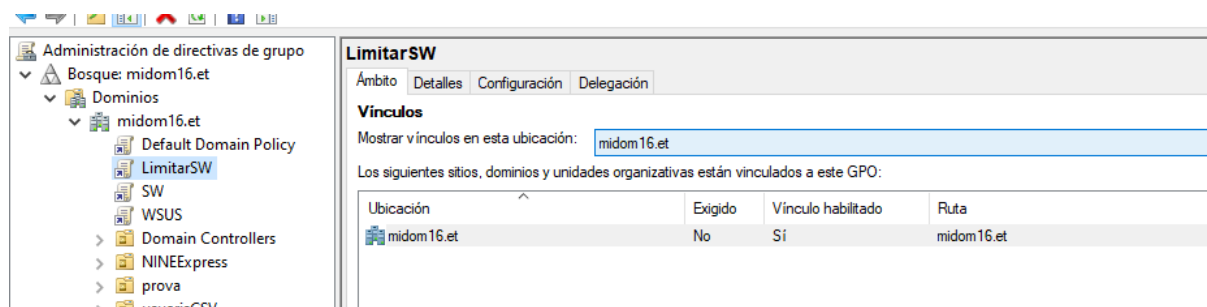 Administración de directivas de grupo
Bosque: midom16.et
Dominios
midom16.et
Default Domain Policy
LimitarSW
SW
WSUS
Domain Controllers
NINEExpress
prova
LimitarSW
Ámbito Detalles Configuración Delegación
Vínculos
Mostrar vínculos en esta ubicación: midom16.et
Los siguientes sitios, dominios y unidades organizativas están vinculados a este GPO:
Ubicación Exigido Vínculo habilitado Ruta
midom16.et No Sí midom16.et